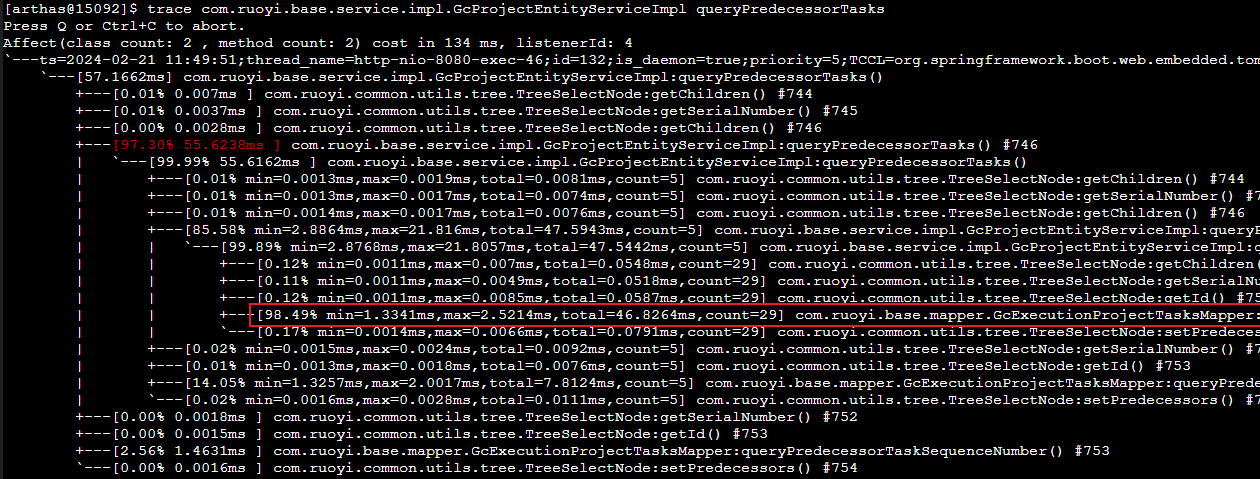 [arthas@15092]$ trace com.ruoyi.base.service.impl.GcProjectEntityServiceImpl queryPredecessorTasks
Press Q or Ctrl+C to abort.
Affect(class count: 2 , method count: 2) cost in 134 ms, listenerId: 4
`---ts=2024-02-21 11:49:51;thread_name=http-nio-8080-exec-46;id=132;is_daemon=true;priority=5;TCCL=org.springframework.boot.web.embedded.tom
    `---[57.1662ms] com.ruoyi.base.service.impl.GcProjectEntityServiceImpl:queryPredecessorTasks()
        +---[0.01% 0.007ms ] com.ruoyi.common.utils.tree.TreeSelectNode:getChildren() #744
        +---[0.01% 0.0037ms ] com.ruoyi.common.utils.tree.TreeSelectNode:getSerialNumber() #745
        +---[0.00% 0.0028ms ] com.ruoyi.common.utils.tree.TreeSelectNode:getChildren() #746
        +---[97.30% 55.6238ms ] com.ruoyi.base.service.impl.GcProjectEntityServiceImpl:queryPredecessorTasks() #746
        |   `---[99.99% 55.6162ms ] com.ruoyi.base.service.impl.GcProjectEntityServiceImpl:queryPredecessorTasks()
        |       +---[0.01% min=0.0013ms,max=0.0019ms,total=0.0081ms,count=5] com.ruoyi.common.utils.tree.TreeSelectNode:getChildren() #744
        |       +---[0.01% min=0.0013ms,max=0.0017ms,total=0.0074ms,count=5] com.ruoyi.common.utils.tree.TreeSelectNode:getSerialNumber() #7
        |       +---[0.01% min=0.0014ms,max=0.0017ms,total=0.0076ms,count=5] com.ruoyi.common.utils.tree.TreeSelectNode:getChildren() #746
        |       +---[85.58% min=2.8864ms,max=21.816ms,total=47.5943ms,count=5] com.ruoyi.base.service.impl.GcProjectEntityServiceImpl:queryP
        |       |   `---[99.89% min=2.8768ms,max=21.8057ms,total=47.5442ms,count=5] com.ruoyi.base.service.impl.GcProjectEntityServiceImpl:q
        |       |       +---[0.12% min=0.0011ms,max=0.007ms,total=0.0548ms,count=29] com.ruoyi.common.utils.tree.TreeSelectNode:getChildren(
        |       |       +---[0.11% min=0.0011ms,max=0.0049ms,total=0.0518ms,count=29] com.ruoyi.common.utils.tree.TreeSelectNode:getSerialNu
        |       |       +---[0.12% min=0.0011ms,max=0.0085ms,total=0.0587ms,count=29] com.ruoyi.common.utils.tree.TreeSelectNode:getId() #75
        |       |       +---[98.49% min=1.3341ms,max=2.5214ms,total=46.8264ms,count=29] com.ruoyi.base.mapper.GcExecutionProjectTasksMapper:
        |       |       `---[0.17% min=0.0014ms,max=0.0066ms,total=0.0791ms,count=29] com.ruoyi.common.utils.tree.TreeSelectNode:setPredeces
        |       +---[0.02% min=0.0015ms,max=0.0024ms,total=0.0092ms,count=5] com.ruoyi.common.utils.tree.TreeSelectNode:getSerialNumber() #7
        |       +---[0.01% min=0.0013ms,max=0.0018ms,total=0.0076ms,count=5] com.ruoyi.common.utils.tree.TreeSelectNode:getId() #753
        |       +---[14.05% min=1.3257ms,max=2.0017ms,total=7.8124ms,count=5] com.ruoyi.base.mapper.GcExecutionProjectTasksMapper:queryPrede
        |       `---[0.02% min=0.0016ms,max=0.0028ms,total=0.0111ms,count=5] com.ruoyi.common.utils.tree.TreeSelectNode:setPredecessors() #7
        +---[0.00% 0.0018ms ] com.ruoyi.common.utils.tree.TreeSelectNode:getSerialNumber() #752
        +---[0.00% 0.0015ms ] com.ruoyi.common.utils.tree.TreeSelectNode:getId() #753
        +---[2.56% 1.4631ms ] com.ruoyi.base.mapper.GcExecutionProjectTasksMapper:queryPredecessorTaskSequenceNumber() #753
        `---[0.00% 0.0016ms ] com.ruoyi.common.utils.tree.TreeSelectNode:setPredecessors() #754